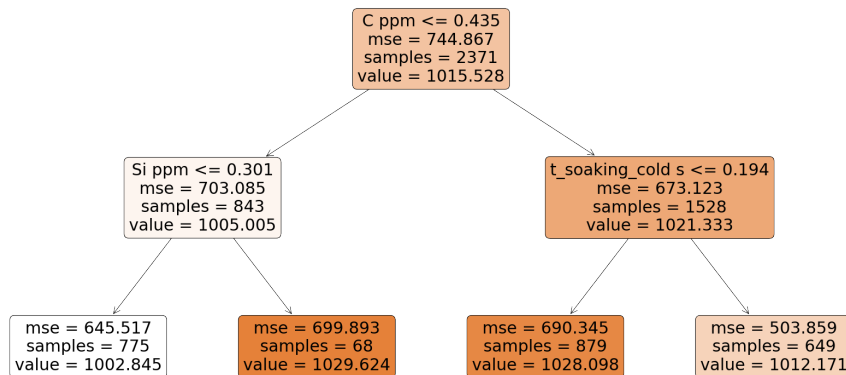 C ppm <= 0.435
mse = 744.867
samples = 2371
value = 1015.528
Si ppm <= 0.301
mse = 703.085
samples = 843
value = 1005.005
t_soaking_cold s <= 0.194
mse = 673.123
samples = 1528
value = 1021.333
mse = 645.517
samples = 775
value = 1002.845
mse = 699.893
samples = 68
value = 1029.624
mse = 690.345
samples = 879
value = 1028.098
mse = 503.859
samples = 649
value = 1012.171